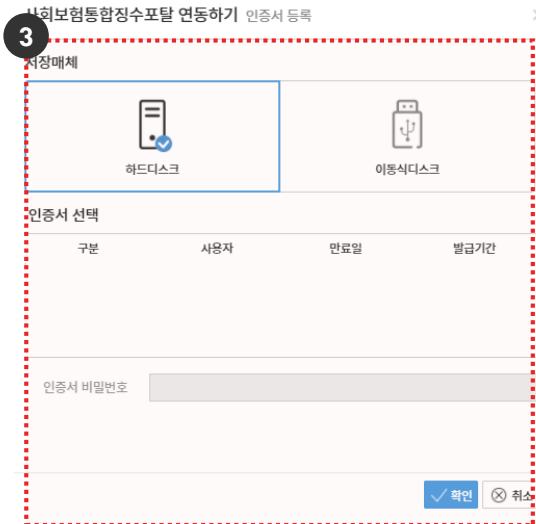 사회보험통합징수포탈 연동하기 인증서 등록
3
저장매체
하드디스크 이동식디스크
인증서 선택
구분 사용자 만료일 발급기간
인증서 비밀번호
확인 취소